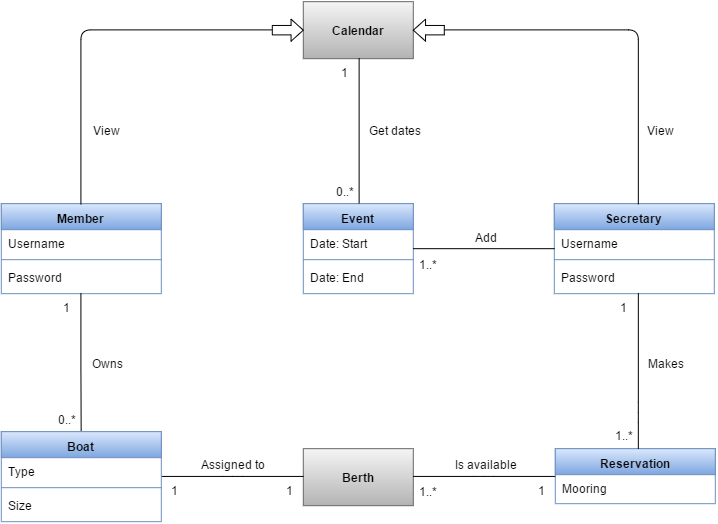 Calendar
1
View
Get dates
View
0..*
Member
Event
Secretary
Username
Date: Start
Add
Username
1..*
Password
Date: End
Password
1
1
Owns
Makes
0..*
1..*
Boat
Type
Assigned to
Berth
Is available
Reservation
Mooring
1
1
1..*
1
Size